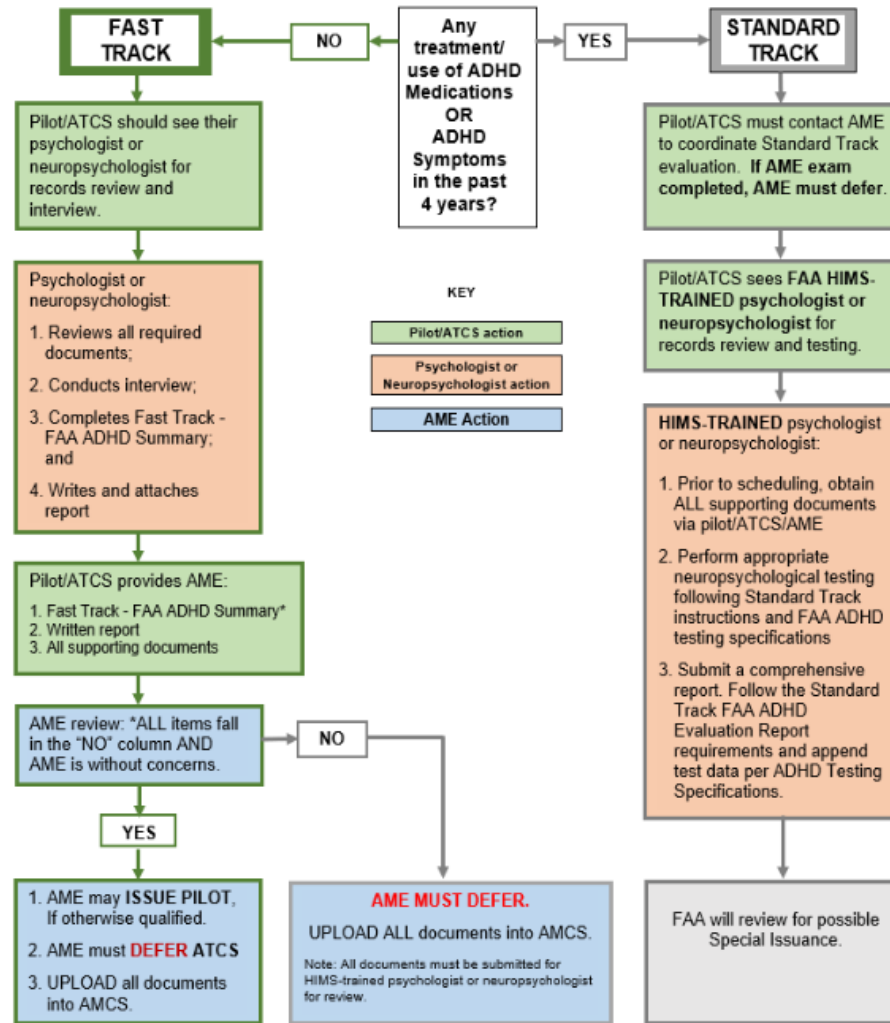 FAST
TRACK
NO
Any
treatment/
use of ADHD
Medications
OR
ADHD
Symptoms
in the past
4 years?
YES
STANDARD
TRACK
Pilot/ATCS should see their
psychologist or
neuropsychologist for
records review and
interview.
Psychologist or
neuropsychologist:
1. Reviews all required
documents;
2. Conducts interview;
3. Completes Fast Track -
FAA ADHD Summary;
and
4. Writes and attaches
report
Pilot/ATCS provides AME:
1. Fast Track - FAA ADHD Summary*
2. Written report
3. All supporting documents
AME review: *ALL items fall
in the "NO" column AND
AME is without concerns.
NO
YES
1. AME may ISSUE PILOT,
If otherwise qualified.
2. AME must DEFER ATCS
3. UPLOAD all documents
into AMCS.
AME MUST DEFER.
UPLOAD ALL documents into AMCS.
Note: All documents must be submitted for
HIMS-trained psychologist or neuropsychologist
for review.
KEY
Pilot/ATCS action
Psychologist or
Neuropsychologist action
AME Action
Pilot/ATCS must contact AME
to coordinate Standard Track
evaluation. If AME exam
completed, AME must defer.
Pilot/ATCS sees FAA HIMS-
TRAINED psychologist or
neuropsychologist for
records review and testing.
HIMS-TRAINED psychologist
or neuropsychologist:
1. Prior to scheduling, obtain
ALL supporting documents
via pilot/ATCS/AME
2. Perform appropriate
neuropsychological testing
following Standard Track
instructions and FAA ADHD
testing specifications
3. Submit a comprehensive
report. Follow the Standard
Track FAA ADHD
Evaluation Report
requirements and append
test data per ADHD Testing
Specifications.
FAA will review for possible
Special Issuance.